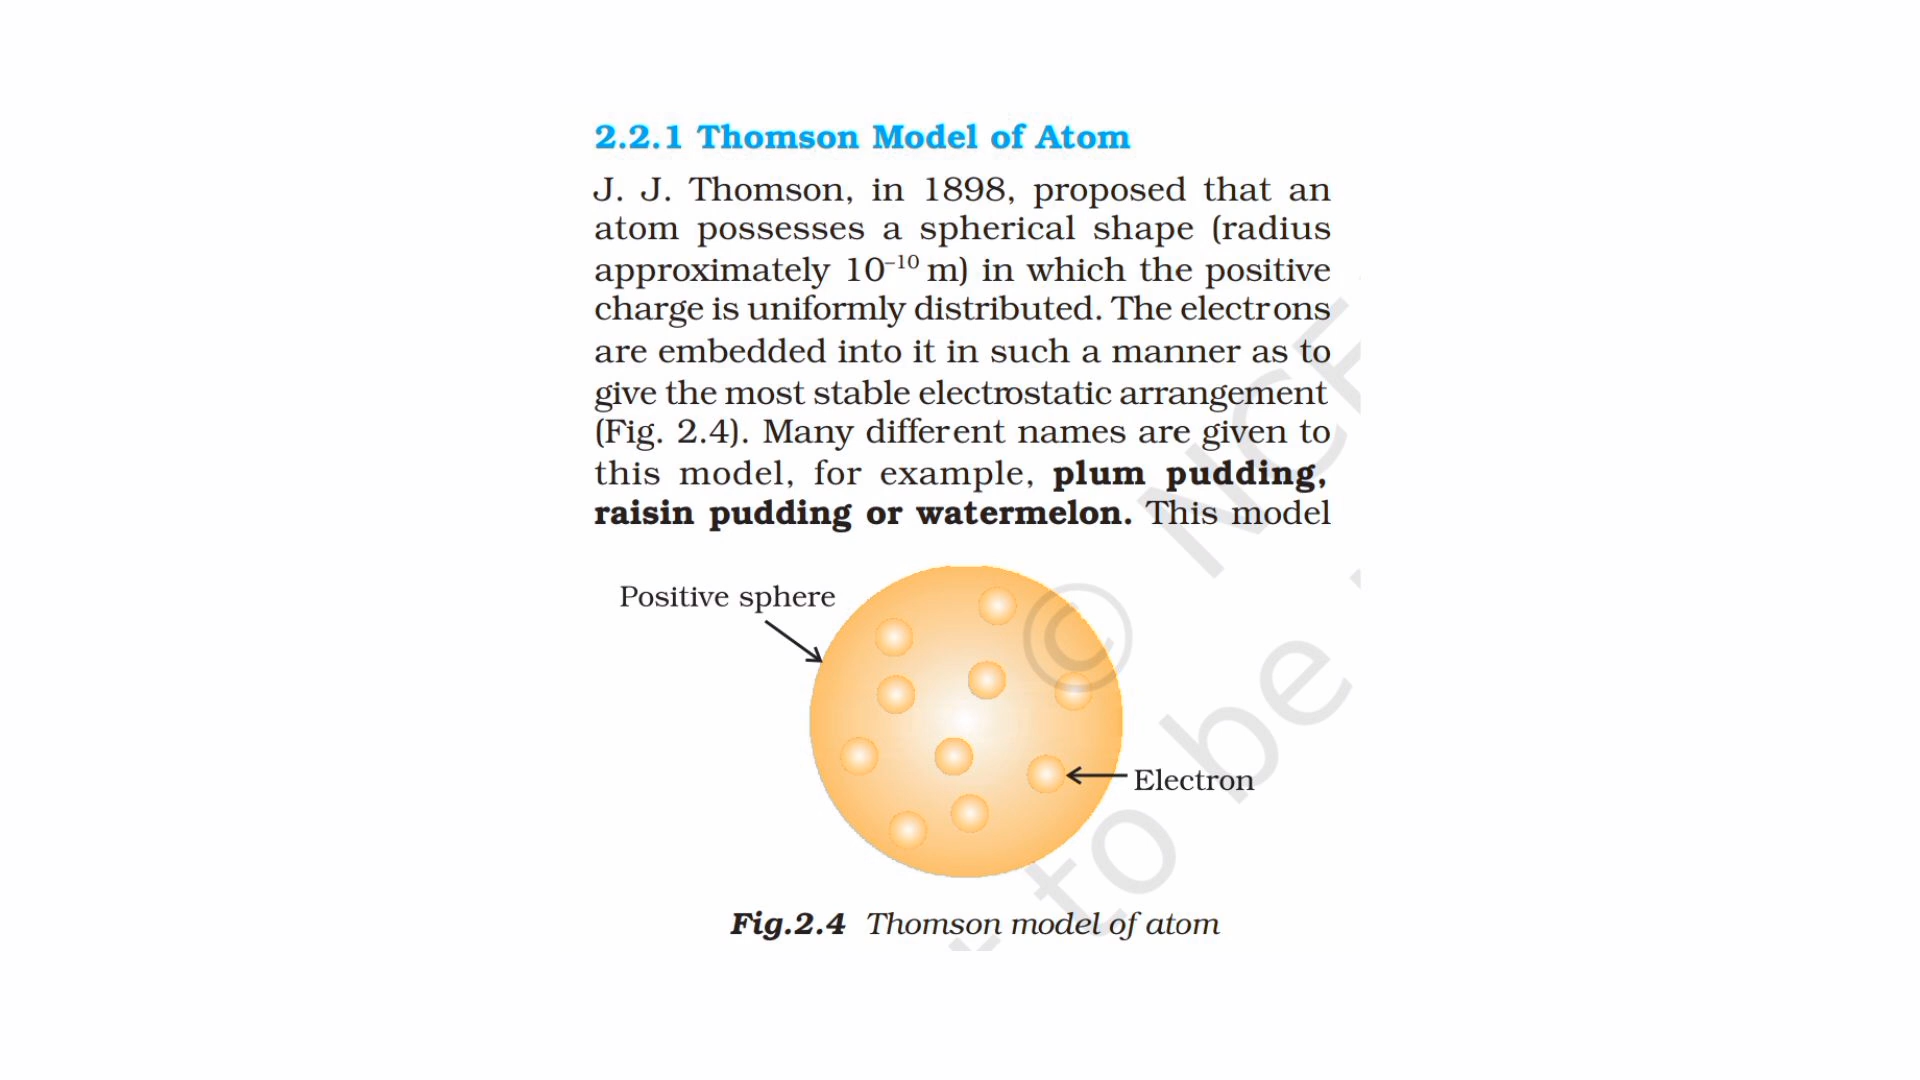 2.2.1 Thomson Model of Atom
J. J. Thomson, in 1898, proposed that an
atom possesses a spherical shape (radius
approximately 10⁻¹⁰ m) in which the positive
charge is uniformly distributed. The electrons
are embedded into it in such a manner as to
give the most stable electrostatic arrangement
(Fig. 2.4). Many different names are given to
this model, for example, plum pudding,
raisin pudding or watermelon. This model
Positive sphere
Electron
Fig.2.4 Thomson model of atom
© NCE
to be